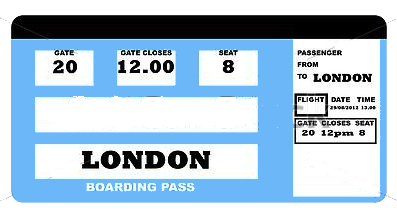 GATE GATE CLOSES SEAT
20 12.00 8
LONDON
BOARDING PASS
PASSENGER
FROM
TO LONDON
FLIGHT DATE TIME
29/08/2012 12.00
GATE CLOSES SEAT
20 12pm 8